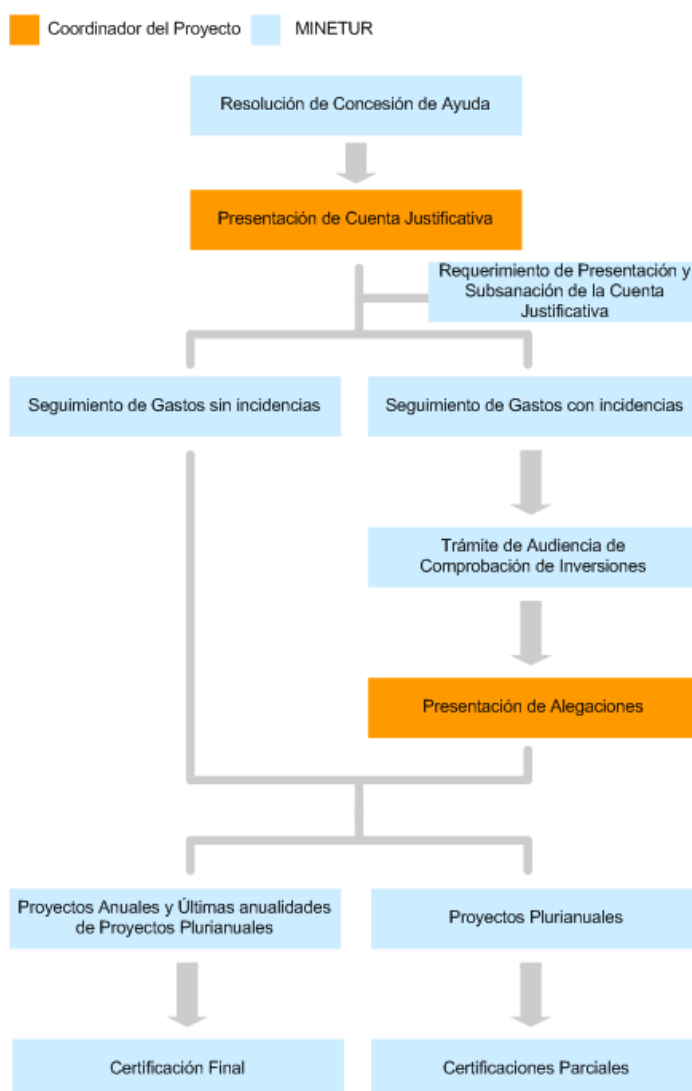 Coordinador del Proyecto
MINETUR
Resolución de Concesión de Ayuda
Presentación de Cuenta Justificativa
Requerimiento de Presentación y
Subsanación de la Cuenta
Justificativa
Seguimiento de Gastos sin incidencias
Seguimiento de Gastos con incidencias
Trámite de Audiencia de
Comprobación de Inversiones
Presentación de Alegaciones
Proyectos Anuales y Últimas anualidades
de Proyectos Plurianuales
Proyectos Plurianuales
Certificación Final
Certificaciones Parciales